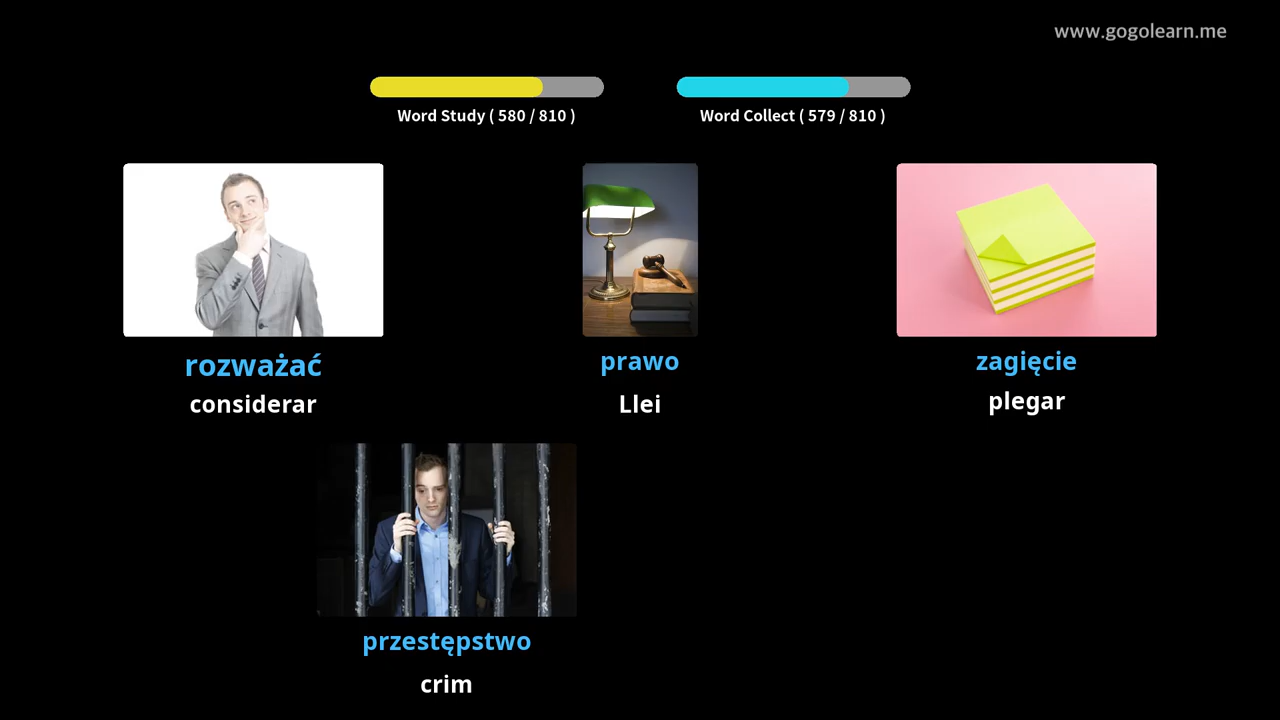 www.gogolearn.me
Word Study ( 580 / 810 )
Word Collect ( 579 / 810 )
rozważać
considerar
prawo
Llei
zagięcie
plegar
przestępstwo
crim